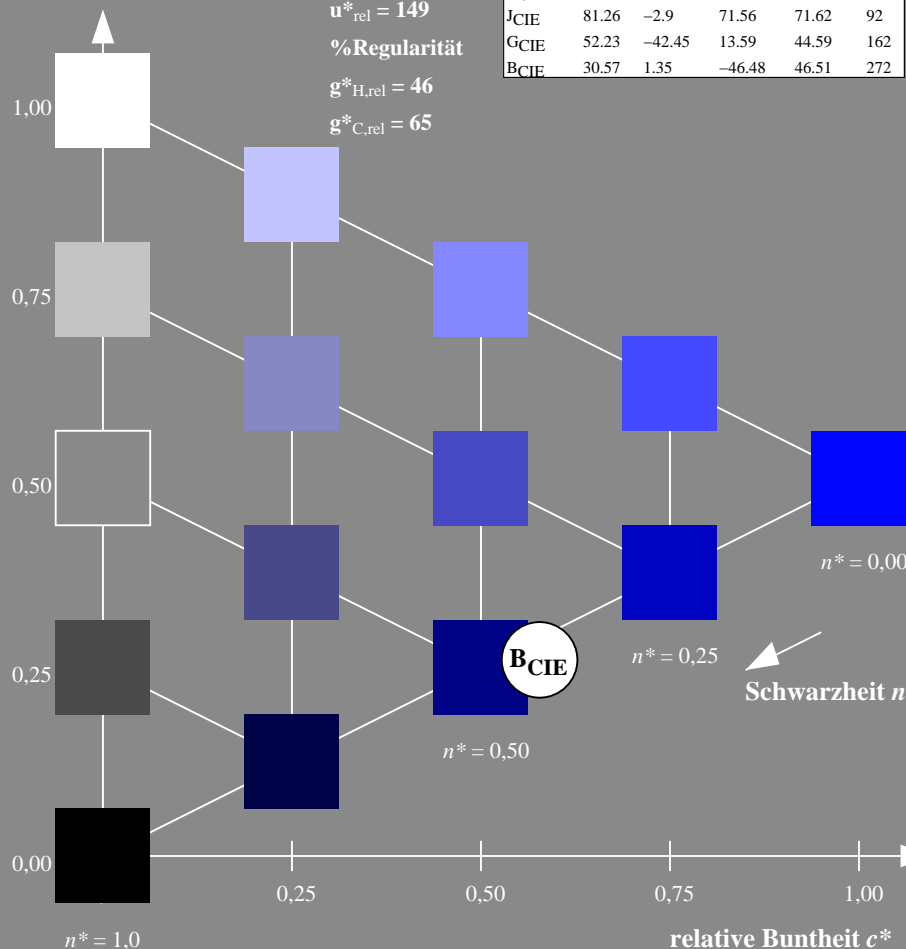 u*rel = 149
%Regularität
g*H,rel = 46
g*C,rel = 65
JCIE 81.26 −2.9 71.56 71.62 92
GCIE 52.23 −42.45 13.59 44.59 162
BCIE 30.57 1.35 −46.48 46.51 272
1,00
0,75
0,50
n* = 0,00
BCIE
n* = 0,25
0,25
Schwarzheit n
n* = 0,50
0,00
0,25 0,50 0,75 1,00
n* = 1,0
relative Buntheit c*